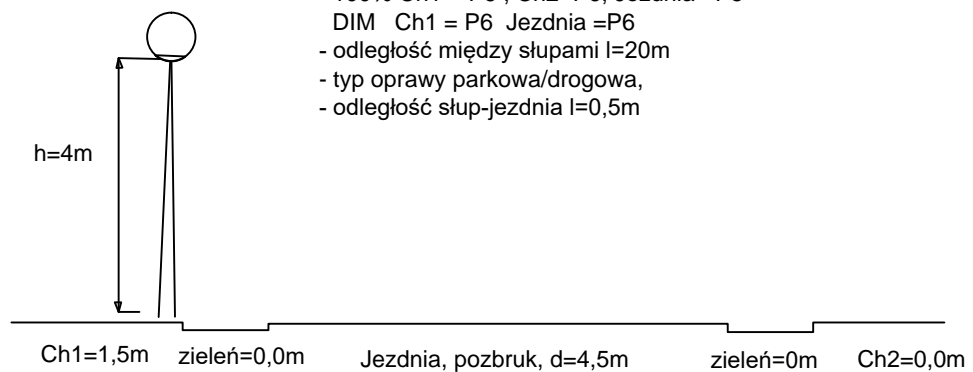 DIM Ch1 = P6 Jezdnia =P6
- odległość między słupami l=20m
- typ oprawy parkowa/drogowa,
- odległość słup-jezdnia l=0,5m
h=4m
Ch1=1,5m zieleń=0,0m Jezdnia, pozbruk, d=4,5m zieleń=0m Ch2=0,0m